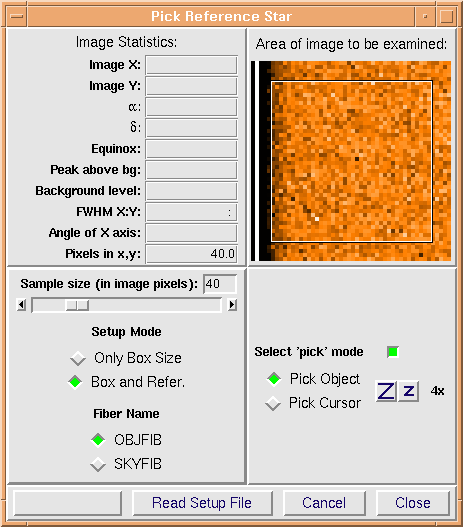 Pick Reference Star
Image Statistics:
Image X:
Image Y:
α:
δ:
Equinox:
Peak above bg:
Background level:
FWHM X:Y: :
Angle of X axis:
Pixels in x,y: 40.0
Area of image to be examined:
Sample size (in image pixels): 40
Setup Mode
Only Box Size
Box and Refer.
Fiber Name
OBJFIB
SKYFIB
Select 'pick' mode
Pick Object
Pick Cursor
Z z 4x
Read Setup File Cancel Close